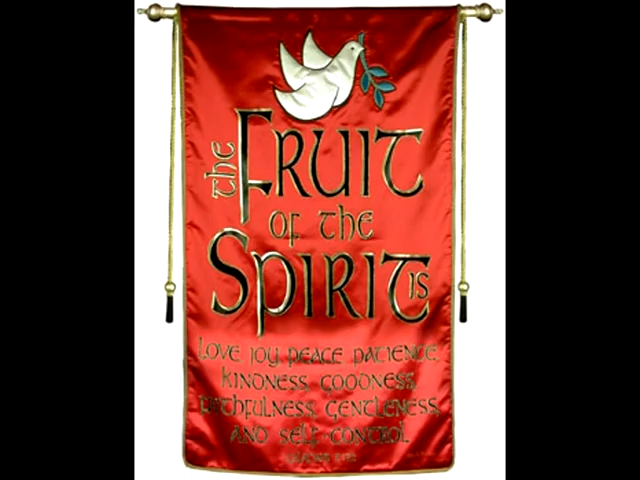 The
Fruit
of the
Spirit
is
Love, joy, peace, patience,
kindness, goodness,
faithfulness, gentleness,
and self-control.